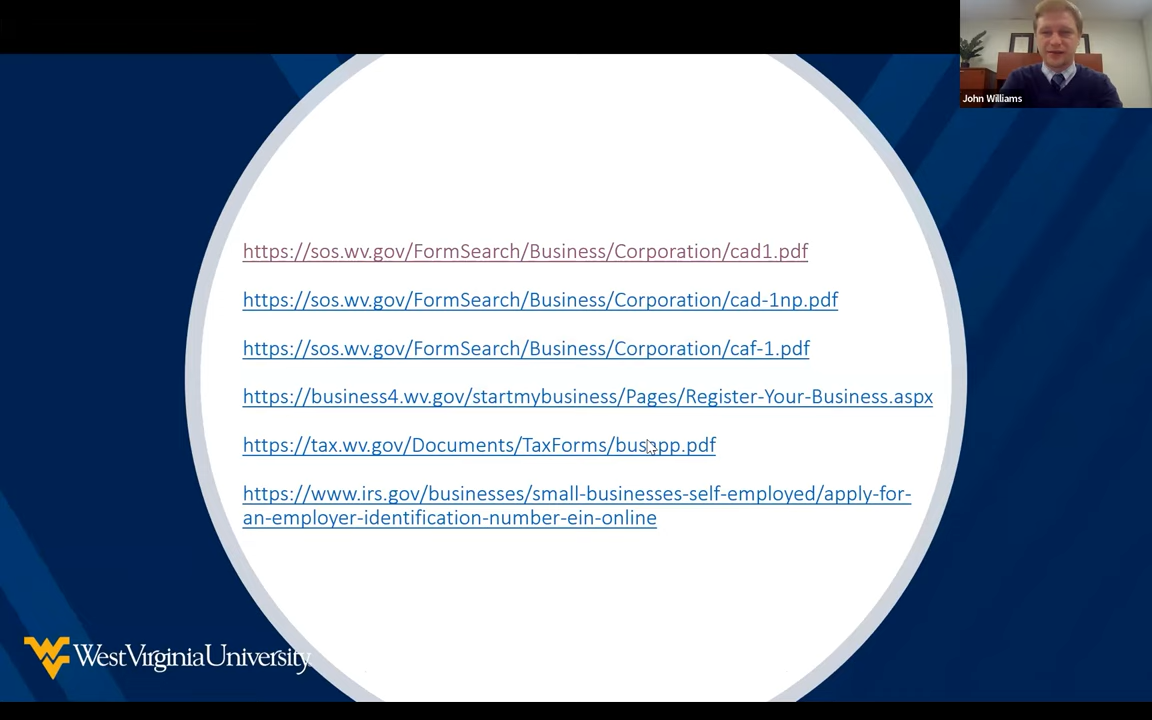 John Williams
https://sos.wv.gov/FormSearch/Business/Corporation/cad1.pdf
https://sos.wv.gov/FormSearch/Business/Corporation/cad-1np.pdf
https://sos.wv.gov/FormSearch/Business/Corporation/caf-1.pdf
https://business4.wv.gov/startmybusiness/Pages/Register-Your-Business.aspx
https://tax.wv.gov/Documents/TaxForms/busapp.pdf
https://www.irs.gov/businesses/small-businesses-self-employed/apply-for-
an-employer-identification-number-ein-online
WestVirginiaUniversity